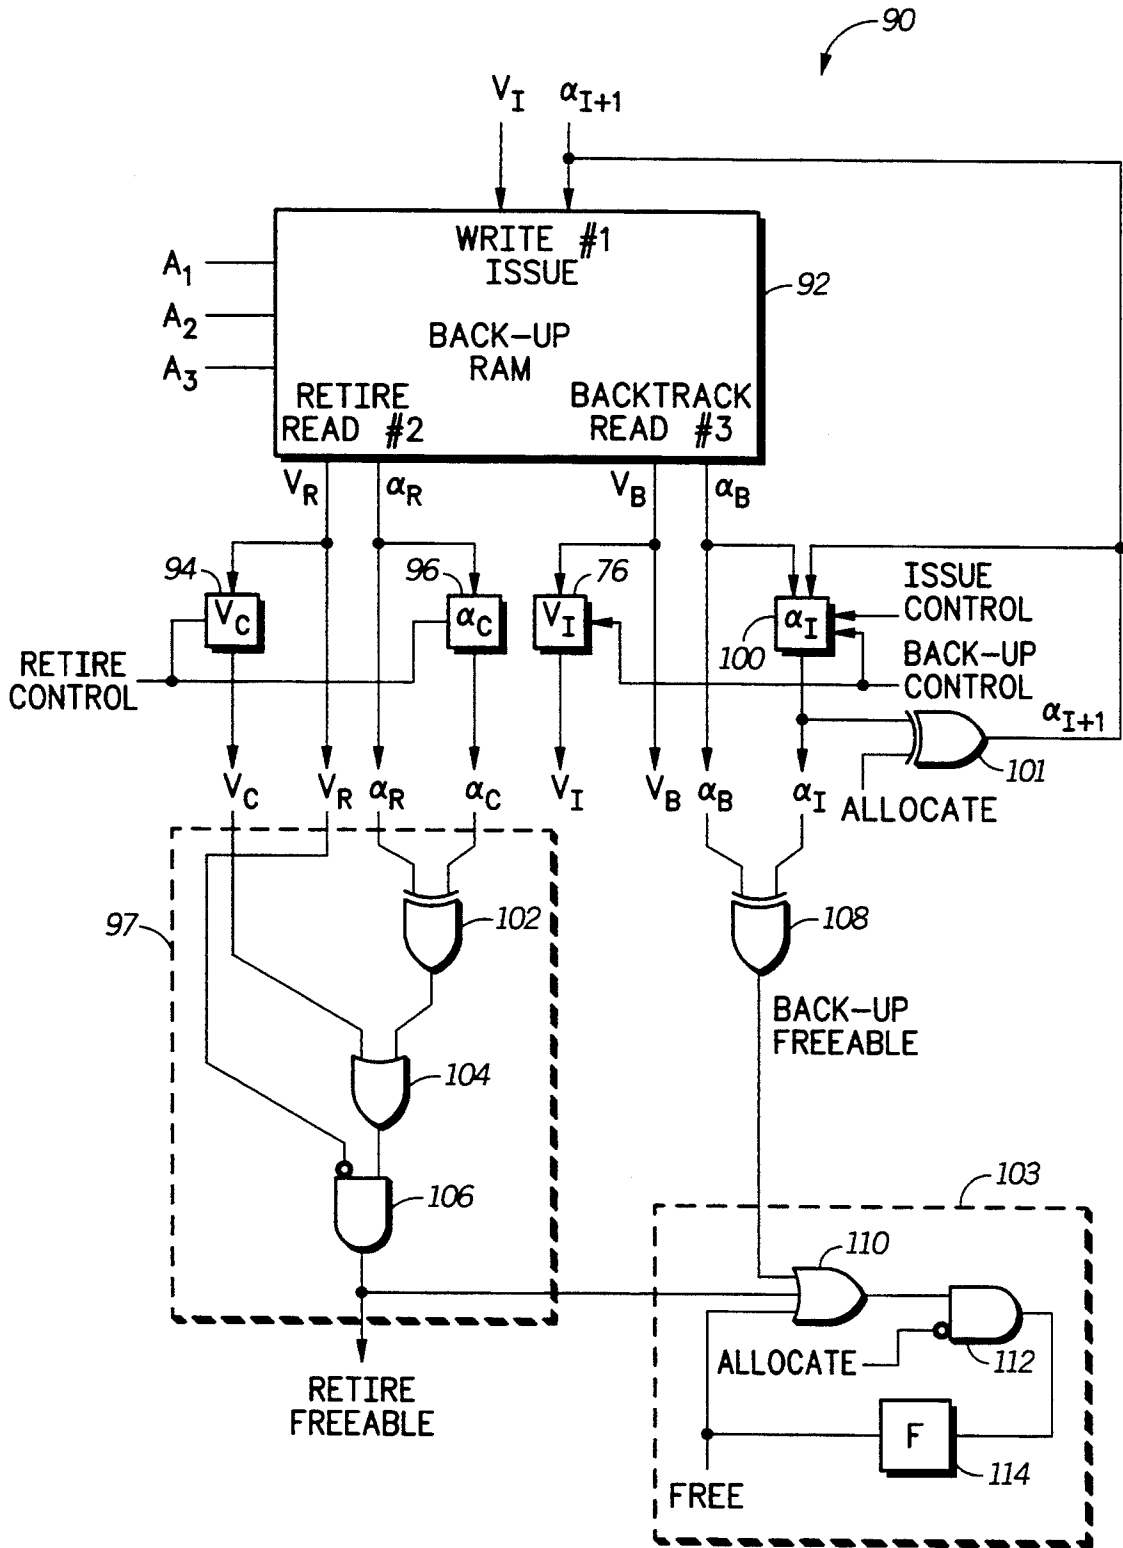 90
V_I α_{I+1}
WRITE #1
ISSUE
92
A_1
A_2
A_3
BACK-UP
RAM
RETIRE
READ #2
BACKTRACK
READ #3
V_R α_R V_B α_B
94 96 76
V_C α_C V_I α_I
100
ISSUE
CONTROL
BACK-UP
CONTROL
RETIRE
CONTROL
α_{I+1}
101
V_C V_R α_R α_C V_I V_B α_B α_I
ALLOCATE
97
102
108
BACK-UP
FREEABLE
104
106
103
110
ALLOCATE
112
RETIRE
FREEABLE
F
114
FREE